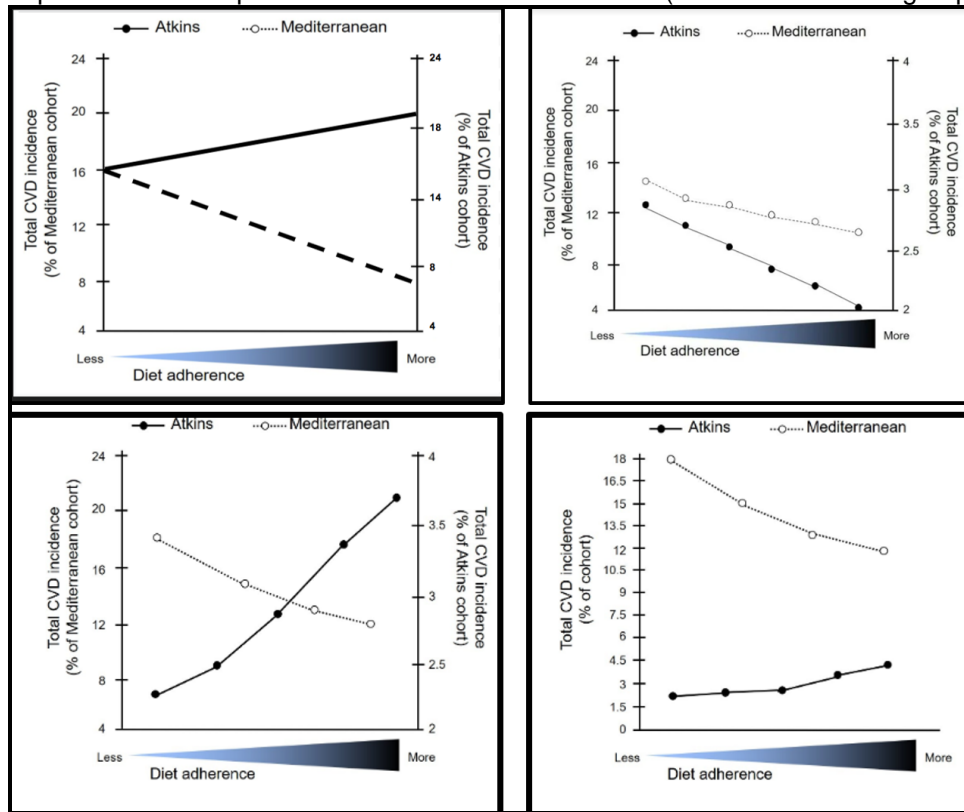 Atkins Mediterranean
24
20
16
12
8
4
24
18
14
8
4
Total CVD incidence
(% of Mediterranean cohort)
Total CVD incidence
(% of Atkins cohort)
Less
More
Diet adherence
Atkins Mediterranean
24
20
16
12
8
4
4
3.5
3
2.5
2
Total CVD incidence
(% of Mediterranean cohort)
Total CVD incidence
(% of Atkins cohort)
Less
More
Diet adherence
Atkins Mediterranean
24
20
16
12
8
4
4
3.5
3
2.5
2
Total CVD incidence
(% of Mediterranean cohort)
Total CVD incidence
(% of Atkins cohort)
Less
More
Diet adherence
Atkins Mediterranean
18
16.5
15
13.5
12
10.5
9
7.5
6
4.5
3
1.5
0
Total CVD incidence
(% of cohort)
Less
More
Diet adherence